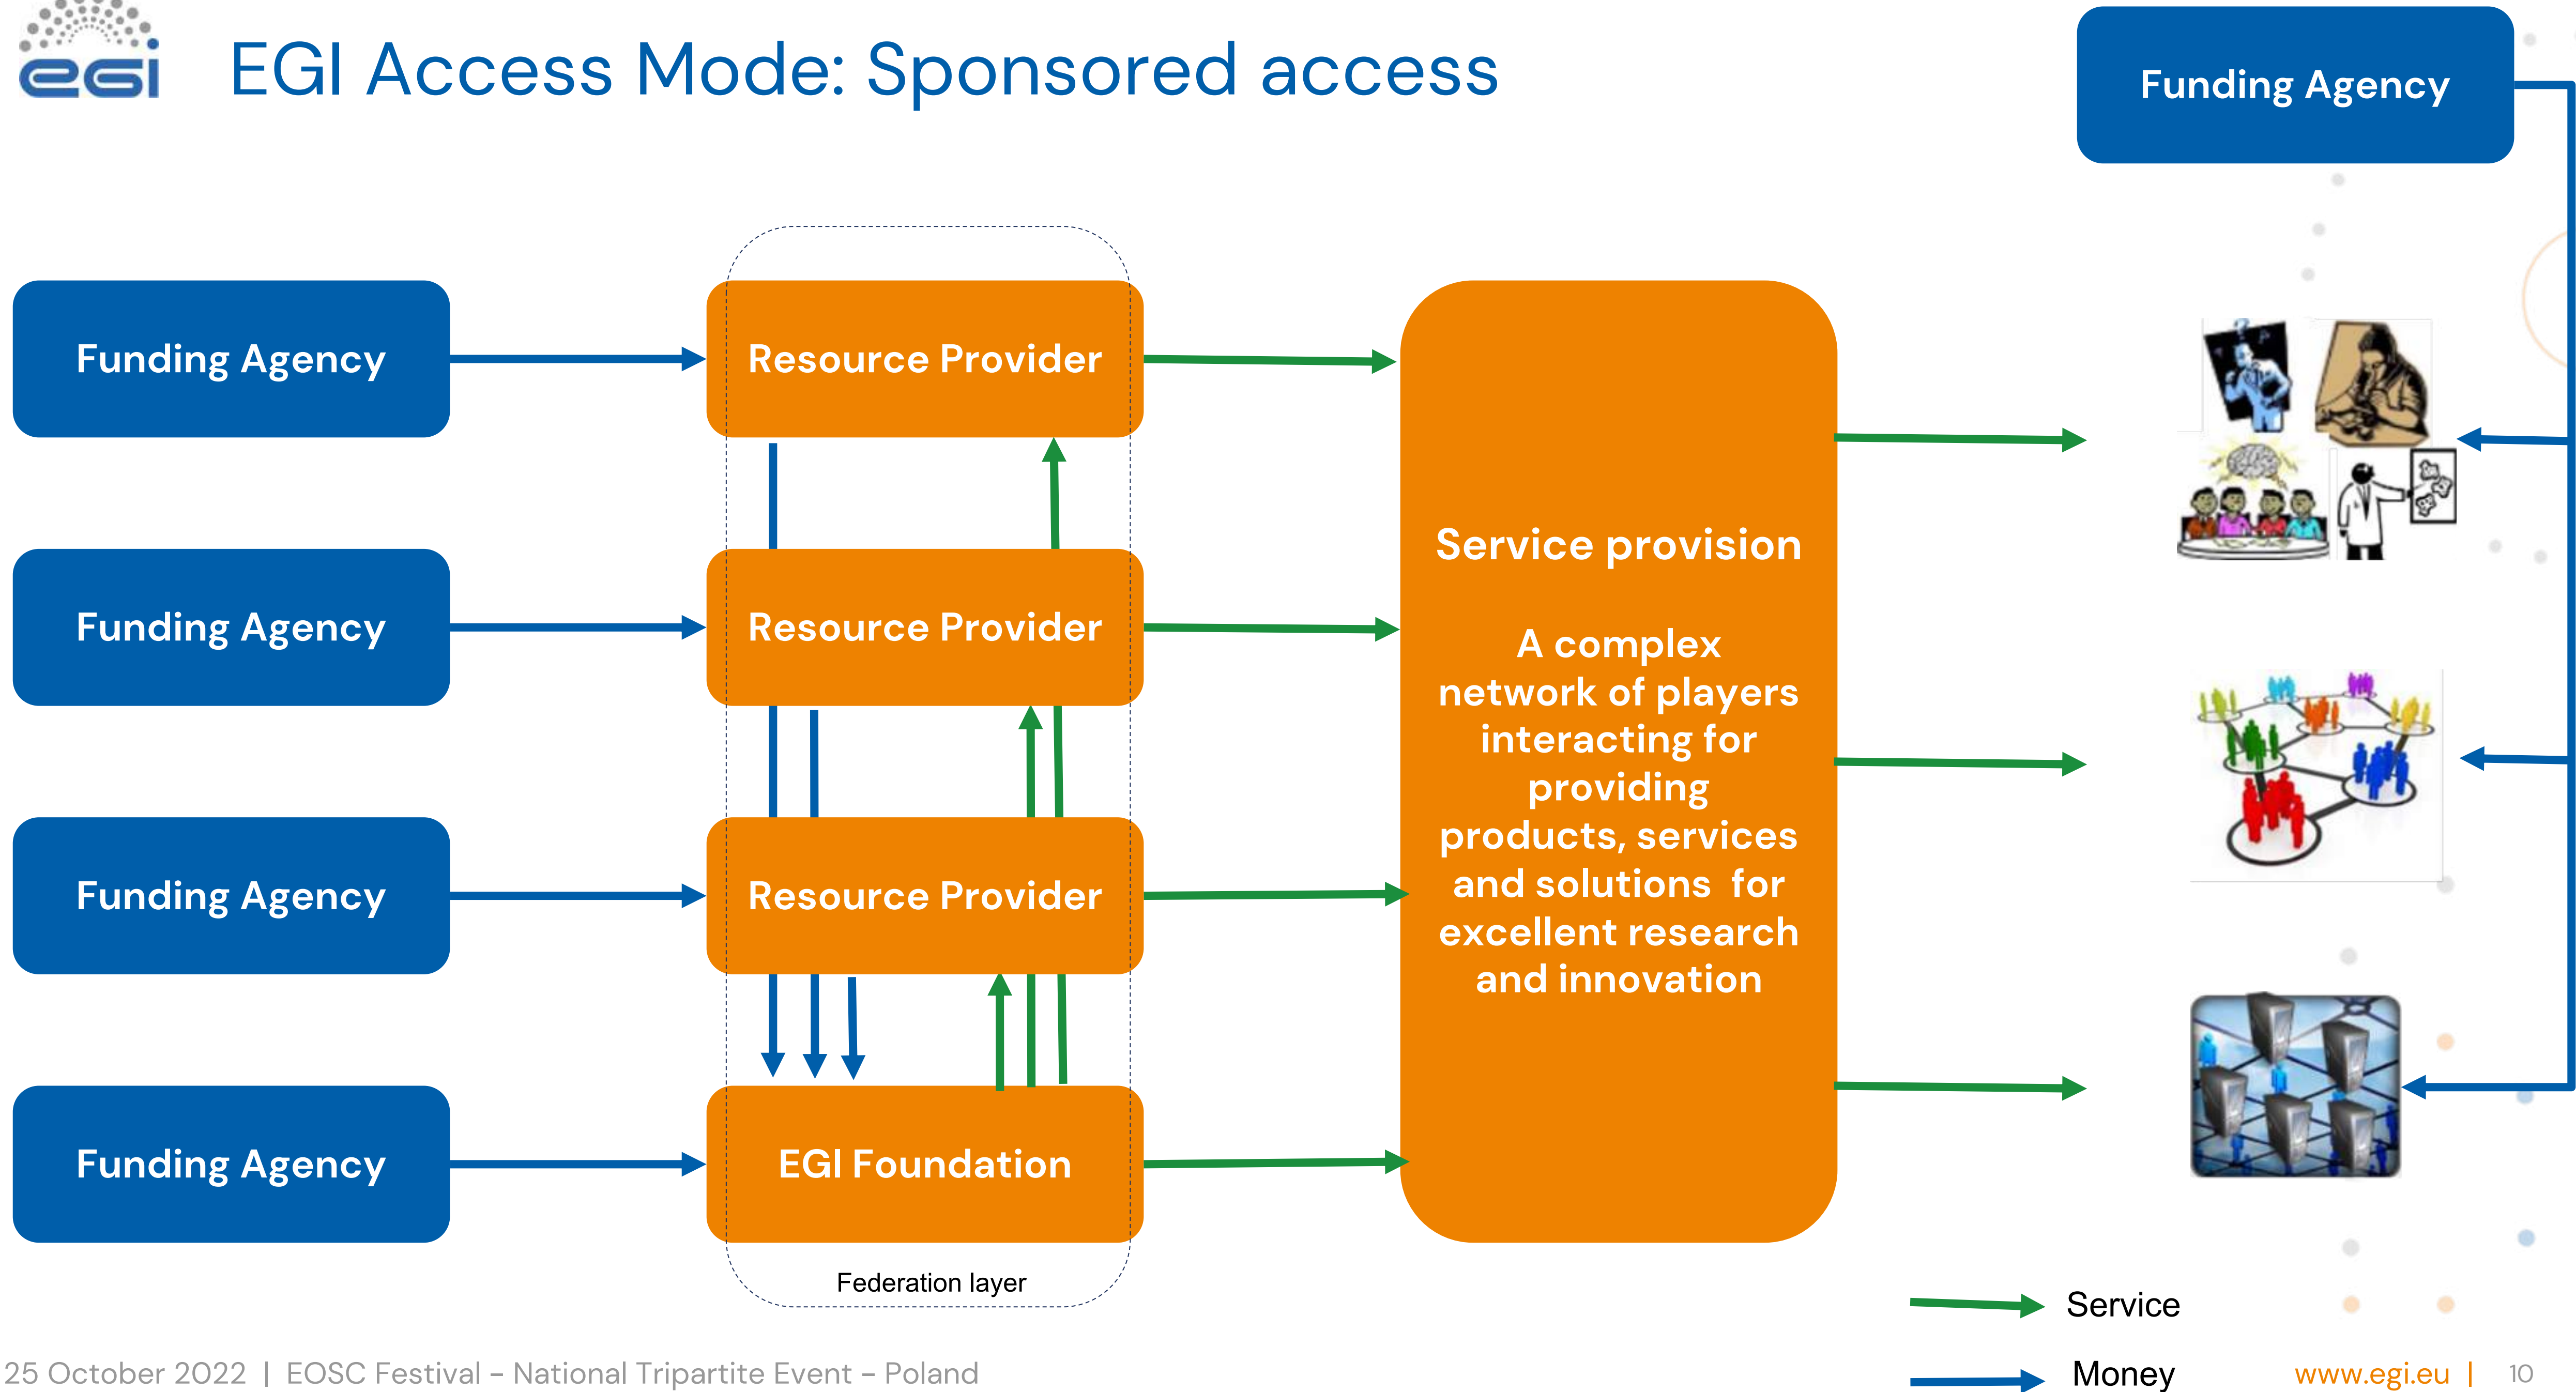 egi
EGI Access Mode: Sponsored access
Funding Agency
Funding Agency
Resource Provider
Funding Agency
Resource Provider
Funding Agency
Resource Provider
Funding Agency
EGI Foundation
Federation layer
Service provision
A complex
network of players
interacting for
providing
products, services
and solutions for
excellent research
and innovation
Service
Money
25 October 2022 | EOSC Festival - National Tripartite Event - Poland
www.egi.eu | 10